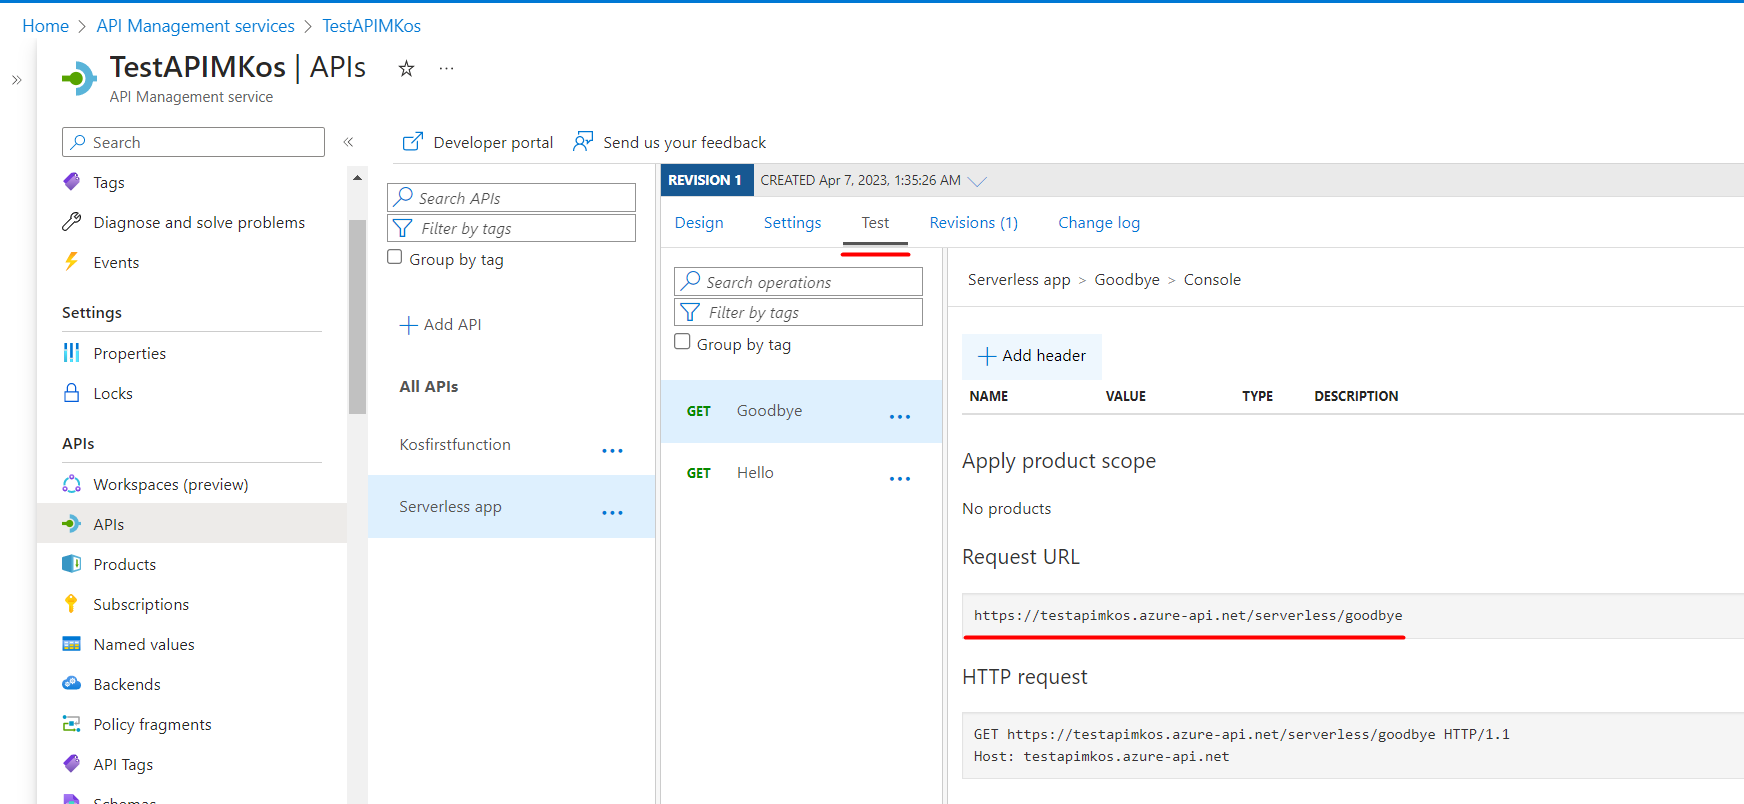 Home > API Management services > TestAPIMKos
TestAPIMKos | APIs
API Management service
Search
Tags
Diagnose and solve problems
Events
Settings
Properties
Locks
APIs
Workspaces (preview)
APIs
Products
Subscriptions
Named values
Backends
Policy fragments
API Tags
Schemas
Developer portal
Send us your feedback
Search APIs
Filter by tags
Group by tag
Add API
All APIs
Kosfirstfunction
Serverless app
REVISION 1 CREATED Apr 7, 2023, 1:35:26 AM
Design Settings Test Revisions (1) Change log
Search operations
Filter by tags
Group by tag
GET Goodbye
GET Hello
Serverless app > Goodbye > Console
Add header
NAME VALUE TYPE DESCRIPTION
Apply product scope
No products
Request URL
https://testapimkos.azure-api.net/serverless/goodbye
HTTP request
GET https://testapimkos.azure-api.net/serverless/goodbye HTTP/1.1
Host: testapimkos.azure-api.net